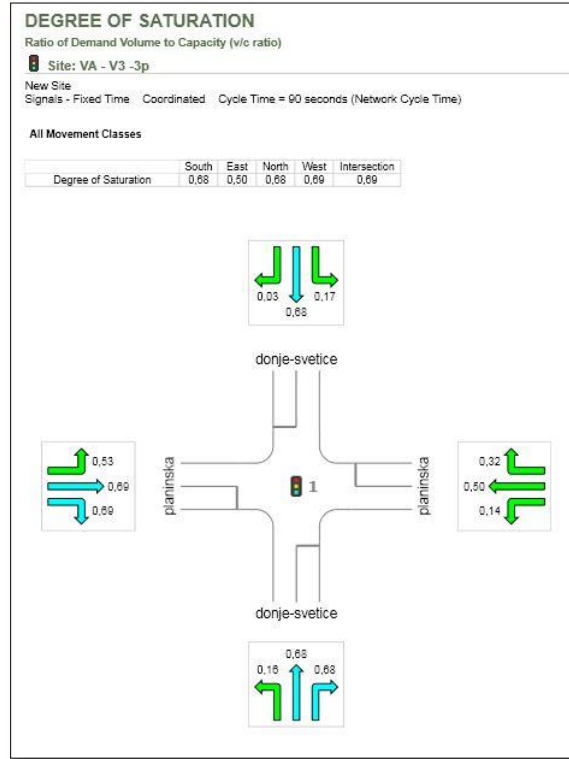 DEGREE OF SATURATION
Ratio of Demand Volume to Capacity (v/c ratio)
Site: VA - V3 -3p
New Site
Signals - Fixed Time Coordinated Cycle Time = 90 seconds (Network Cycle Time)
All Movement Classes
South East North West Intersection
Degree of Saturation 0,68 0,50 0,68 0,69 0,69
0,03 0,17
0,68
donje-svetice
0,53
0,69
0,69
planinska
1
planinska
0,32
0,50
0,14
donje-svetice
0,68
0,16 0,68